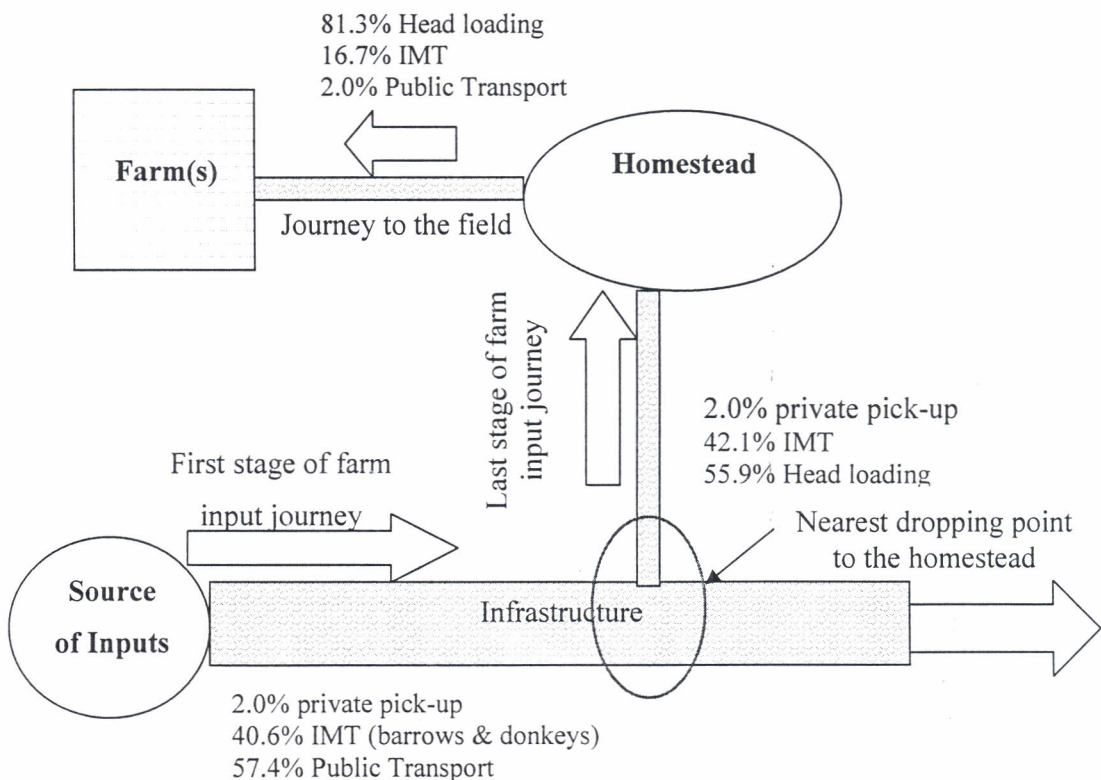 81.3% Head loading
16.7% IMT
2.0% Public Transport
Farm(s)
Homestead
Journey to the field
Last stage of farm
input journey
2.0% private pick-up
42.1% IMT
55.9% Head loading
First stage of farm
input journey
Nearest dropping point
to the homestead
Source
of Inputs
Infrastructure
2.0% private pick-up
40.6% IMT (barrows & donkeys)
57.4% Public Transport